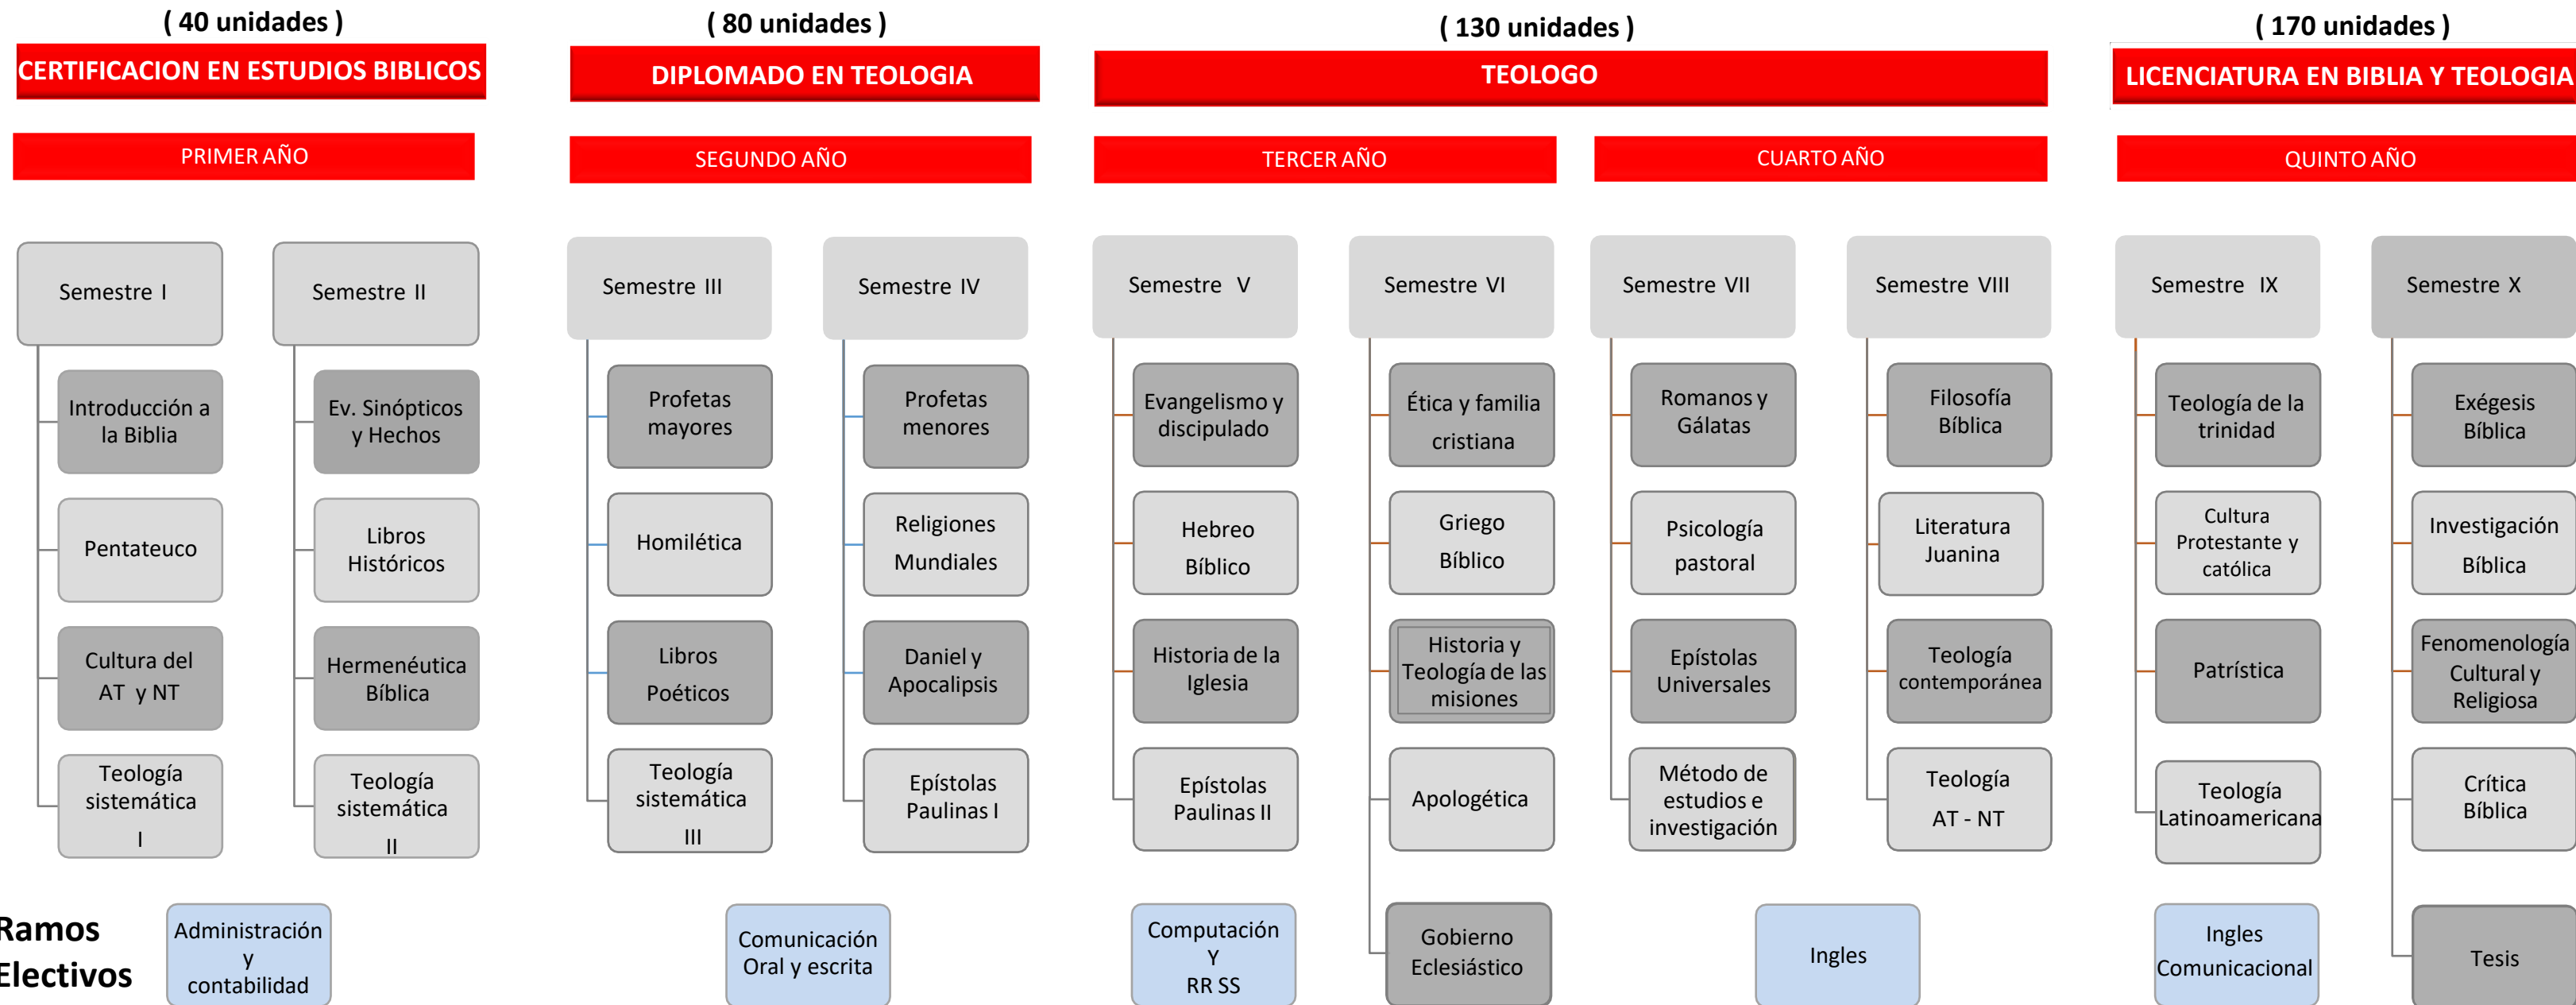 ( 40 unidades )
CERTIFICACION EN ESTUDIOS BIBLICOS
PRIMER AÑO
Semestre I
Introducción a
la Biblia
Pentateuco
Cultura del
AT y NT
Teología
sistemática
I
Semestre II
Ev. Sinópticos
y Hechos
Libros
Históricos
Hermenéutica
Bíblica
Teología
sistemática
II
( 80 unidades )
DIPLOMADO EN TEOLOGIA
SEGUNDO AÑO
Semestre III
Profetas
mayores
Homilética
Libros
Poéticos
Teología
sistemática
III
Semestre IV
Profetas
menores
Religiones
Mundiales
Daniel y
Apocalipsis
Epístolas
Paulinas I
( 130 unidades )
TEOLOGO
TERCER AÑO
Semestre V
Evangelismo y
discipulado
Hebreo
Bíblico
Historia de la
Iglesia
Epístolas
Paulinas II
Semestre VI
Ética y familia
cristiana
Griego
Bíblico
Historia y
Teología de las
misiones
Apologética
Gobierno
Eclesiástico
CUARTO AÑO
Semestre VII
Romanos y
Gálatas
Psicología
pastoral
Epístolas
Universales
Método de
estudios e
investigación
Semestre VIII
Filosofía
Bíblica
Literatura
Juanina
Teología
contemporánea
Teología
AT - NT
( 170 unidades )
LICENCIATURA EN BIBLIA Y TEOLOGIA
QUINTO AÑO
Semestre IX
Teología de la
trinidad
Cultura
Protestante y
católica
Patrística
Teología
Latinoamericana
Semestre X
Exégesis
Bíblica
Investigación
Bíblica
Fenomenología
Cultural y
Religiosa
Crítica
Bíblica
Tesis
Ramos
Electivos
Administración
y
contabilidad
Comunicación
Oral y escrita
Computación
Y
RR SS
Ingles
Ingles
Comunicacional